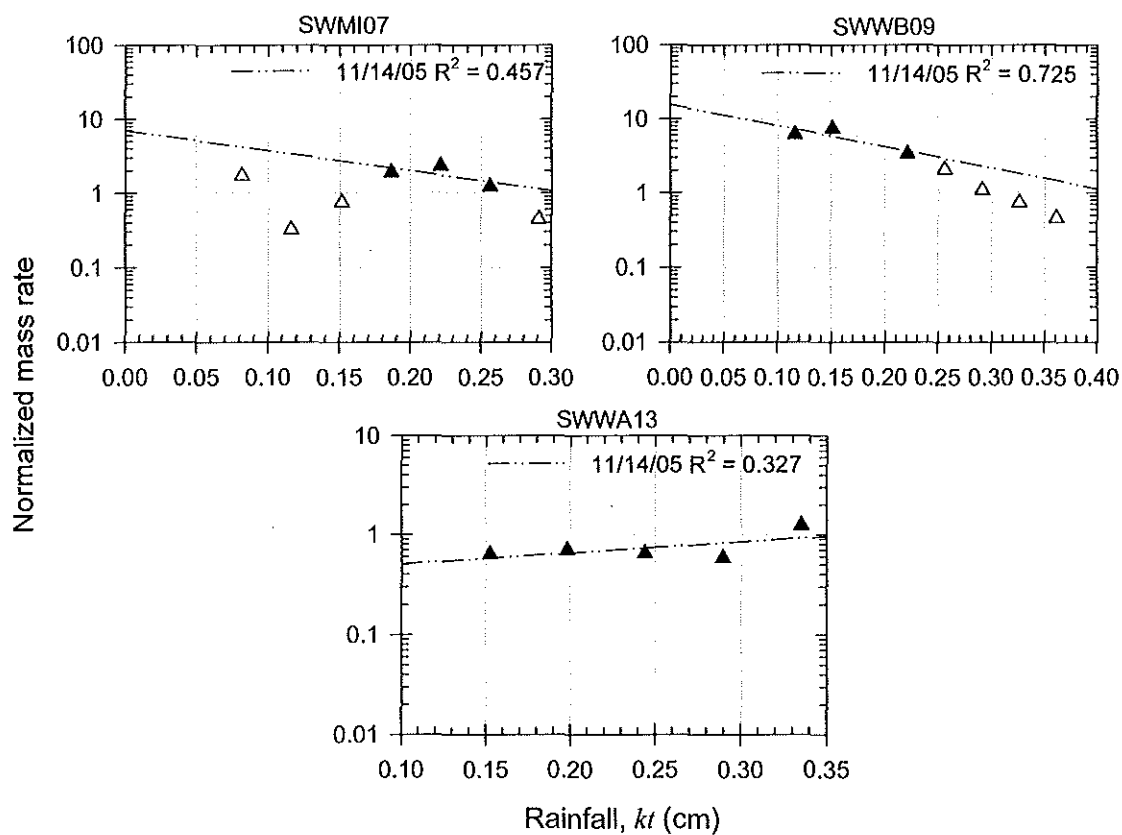 SWMI07
SWWB09
100
10
1
0.1
0.01
11/14/05 R² = 0.457
0.00 0.05 0.10 0.15 0.20 0.25 0.30
100
10
1
0.1
0.01
11/14/05 R² = 0.725
0.00 0.05 0.10 0.15 0.20 0.25 0.30 0.35 0.40
Normalized mass rate
SWWA13
10
1
0.1
0.01
11/14/05 R² = 0.327
0.10 0.15 0.20 0.25 0.30 0.35
Rainfall, kt (cm)